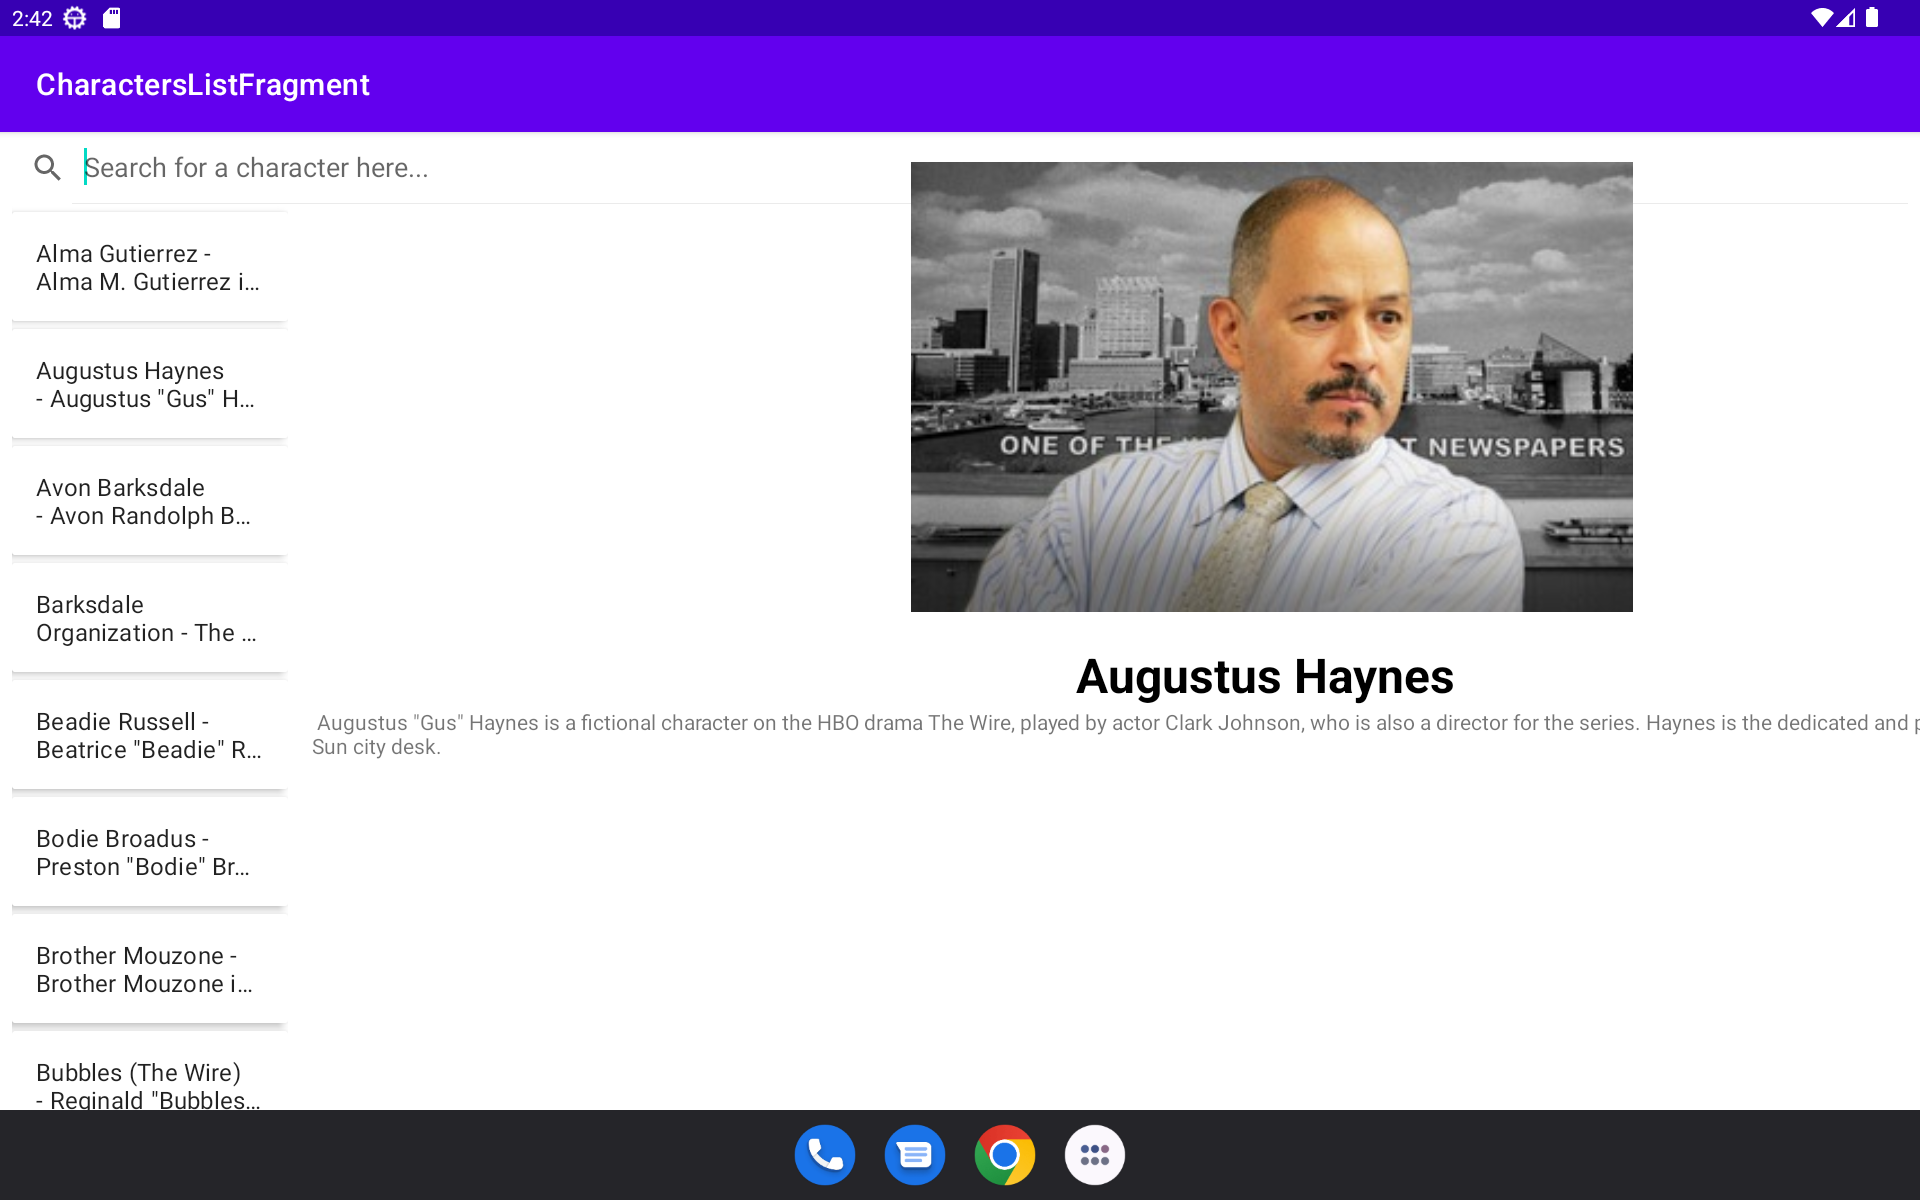 2:42
CharactersListFragment
Search for a character here...
Alma Gutierrez -
Alma M. Gutierrez i...
Augustus Haynes
- Augustus "Gus" H...
Avon Barksdale
- Avon Randolph B...
Barksdale
Organization - The ...
Beadie Russell -
Beatrice "Beadie" R...
Bodie Broadus -
Preston "Bodie" Br...
Brother Mouzone -
Brother Mouzone i...
Bubbles (The Wire)
- Reginald "Bubbles...
ONE OF THE
T NEWSPAPERS
Augustus Haynes
Augustus "Gus" Haynes is a fictional character on the HBO drama The Wire, played by actor Clark Johnson, who is also a director for the series. Haynes is the dedicated and
Sun city desk.